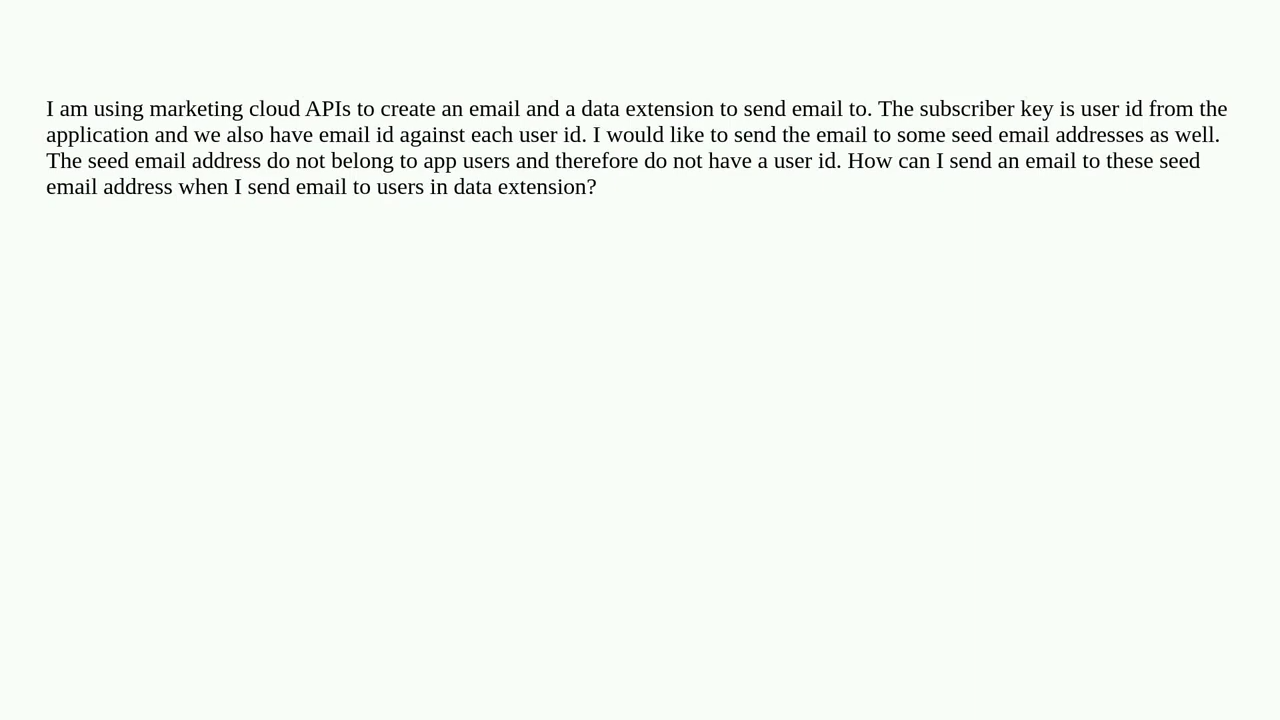 I am using marketing cloud APIs to create an email and a data extension to send email to. The subscriber key is user id from the
application and we also have email id against each user id. I would like to send the email to some seed email addresses as well.
The seed email address do not belong to app users and therefore do not have a user id. How can I send an email to these seed
email address when I send email to users in data extension?